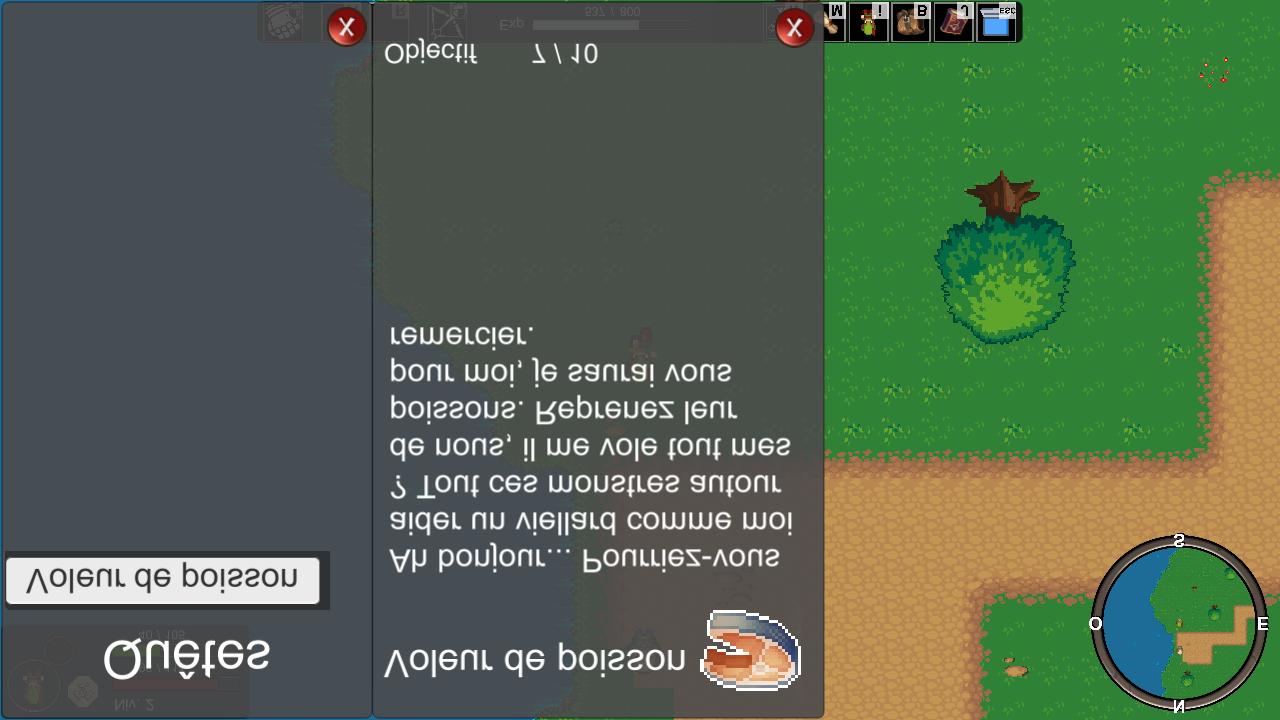 Niv. 2
Quêtes
Voleur de poisson
Voleur de poisson
Ah bonjour... Pourriez-vous
aider un viellard comme moi
? Tout ces monstres autour
de nous, il me vole tout mes
poissons. Reprenez leur
pour moi, je saurai vous
remercier.
Objectif 7 / 10
X
X
N
O
E
S
Exp
537 / 800
M
I
B
J
ESC